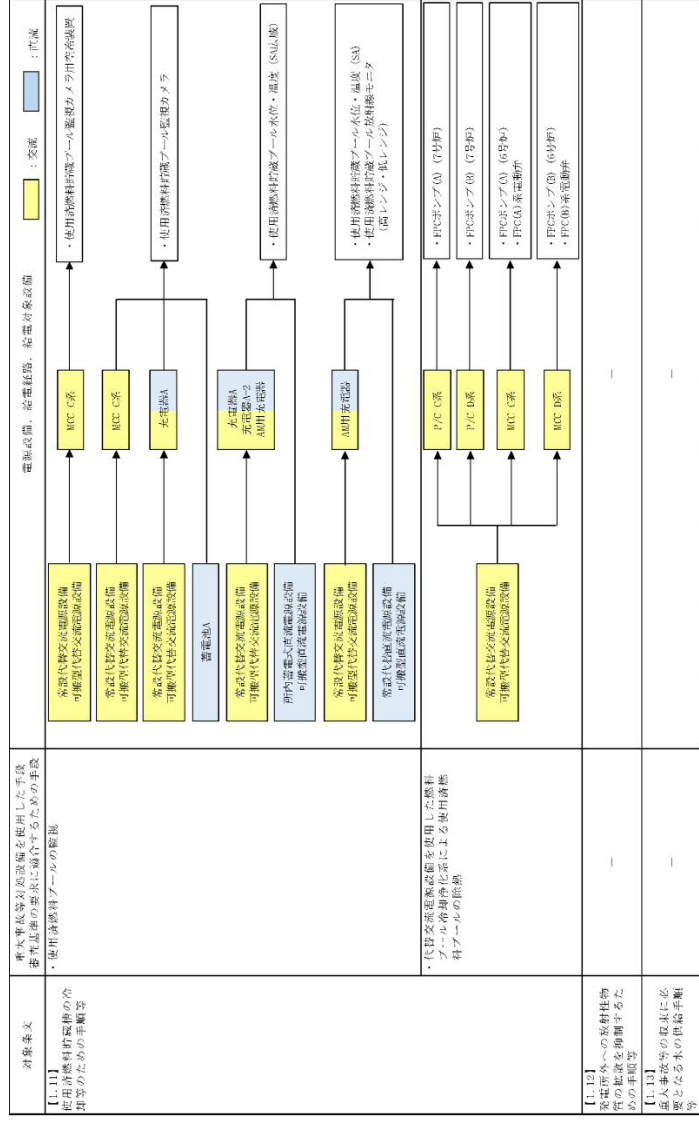 対象条文
重大事故等対処設備を使用した手段
審査基準の要求に適合するための手段
電源設備，給電経路，給電対象設備
：交流
：直流
【1.11】
使用済燃料貯蔵槽の冷
却等のための手順等
・使用済燃料プールの監視
常設代替交流電源設備
可搬型代替交流電源設備
MCC C系
・使用済燃料貯蔵プール監視カメラ用空冷装置
常設代替交流電源設備
可搬型代替交流電源設備
MCC C系
常設代替交流電源設備
可搬型代替交流電源設備
充電器A
・使用済燃料貯蔵プール監視カメラ
蓄電池A
常設代替交流電源設備
可搬型代替交流電源設備
充電器A
充電器A-2
AM用充電器
・使用済燃料貯蔵プール水位・温度（SA広域）
所内蓄電式直流電源設備
可搬型直流電源設備
常設代替交流電源設備
可搬型代替交流電源設備
AM用充電器
・使用済燃料貯蔵プール水位・温度（SA）
・使用済燃料貯蔵プール放射線モニタ
（高レンジ・低レンジ）
常設代替直流電源設備
可搬型直流電源設備
・代替交流電源設備を使用した燃料
プール冷却浄化系による使用済燃
料プールの除熱
常設代替交流電源設備
可搬型代替交流電源設備
P/C C系
・FPCポンプ(A)（7号炉）
P/C D系
・FPCポンプ(B)（7号炉）
MCC C系
・FPCポンプ(A)（6号炉）
・FPC(A)系電動弁
MCC D系
・FPCポンプ(B)（6号炉）
・FPC(B)系電動弁
【1.12】
発電所外への放射性物
質の拡散を抑制するた
めの手順等
－
－
【1.13】
重大事故等の収束に必
要となる水の供給手順
等
－
－